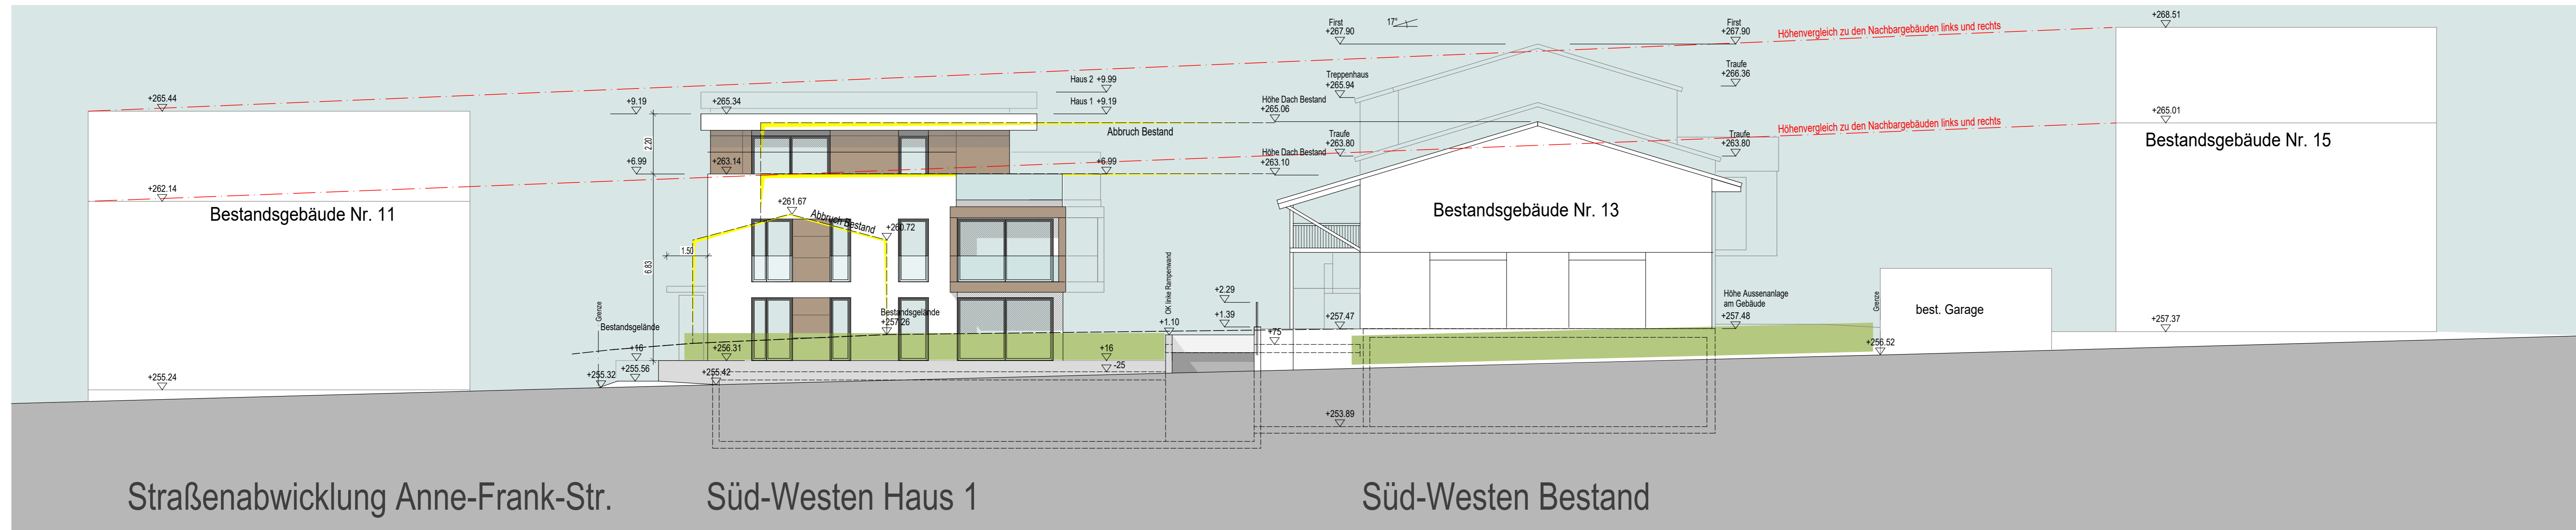 +265.44
+262.14
Bestandsgebäude Nr. 11
+255.24
Grenze
Bestandsgelände
+16
+255.56
+255.32
+255.42
+9.19
+6.99
2.20
6.83
1.50
+265.34
+263.14
+261.67
Abbruch Bestand
+260.72
Bestandsgelände
+257.26
+256.31
Haus 2 +9.99
Haus 1 +9.19
Abbruch Bestand
+6.99
+16
-25
OK linke Rampenwand
+1.10
+2.29
+1.39
+75
Höhe Dach Bestand
+265.06
Höhe Dach Bestand
+263.10
First
+267.90
17°
Treppenhaus
+265.94
Traufe
+263.80
Bestandsgebäude Nr. 13
+257.47
+253.89
First
+267.90
Traufe
+266.36
Traufe
+263.80
Höhe Aussenanlage
am Gebäude
+257.48
Höhenvergleich zu den Nachbargebäuden links und rechts
Höhenvergleich zu den Nachbargebäuden links und rechts
Grenze
+256.52
best. Garage
+268.51
+265.01
Bestandsgebäude Nr. 15
+257.37
Straßenabwicklung Anne-Frank-Str.
Süd-Westen Haus 1
Süd-Westen Bestand